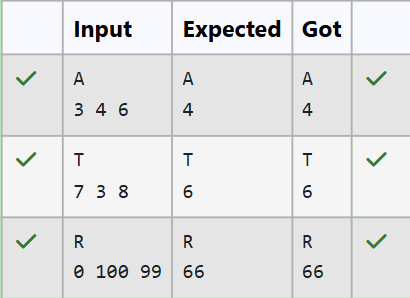 Input Expected Got
A A A
3 4 6 4 4
T T T
7 3 8 6 6
R R R
0 100 99 66 66